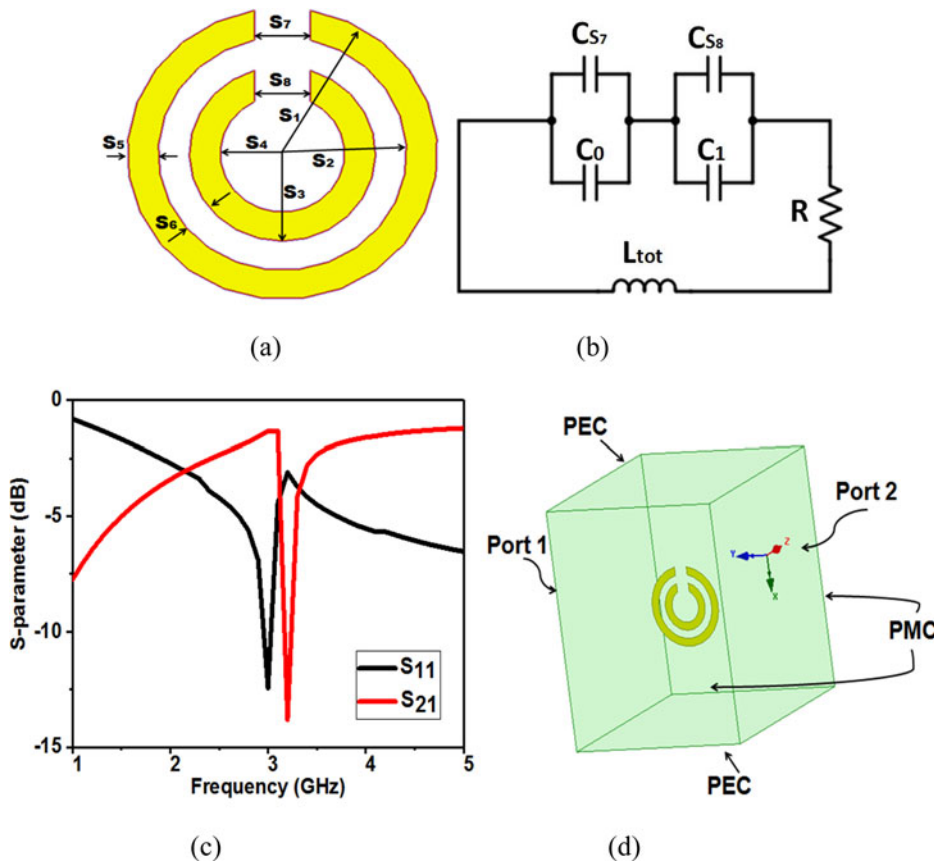 S7
S8
S1
S5
S4
S2
S3
S6
(a)
CS7
CS8
C0
C1
R
Ltot
(b)
0
-5
-10
-15
S-parameter (dB)
S11
S21
1
2
3
4
5
Frequency (GHz)
(c)
PEC
Port 1
Port 2
Y
Z
X
PMC
PEC
(d)